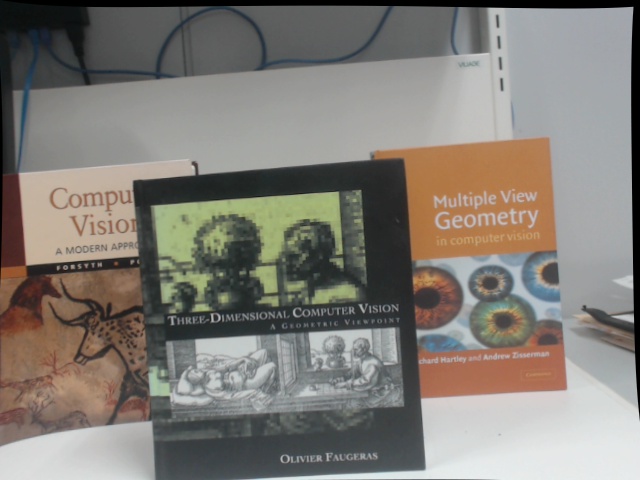 Compu
Vision
A MODERN APPRO
FORSYTH
THREE-DIMENSIONAL COMPUTER VISION
A GEOMETRIC VIEWPOINT
OLIVIER FAUGERAS
Multiple View
Geometry
in computer vision
chard Hartley and Andrew Zisserman